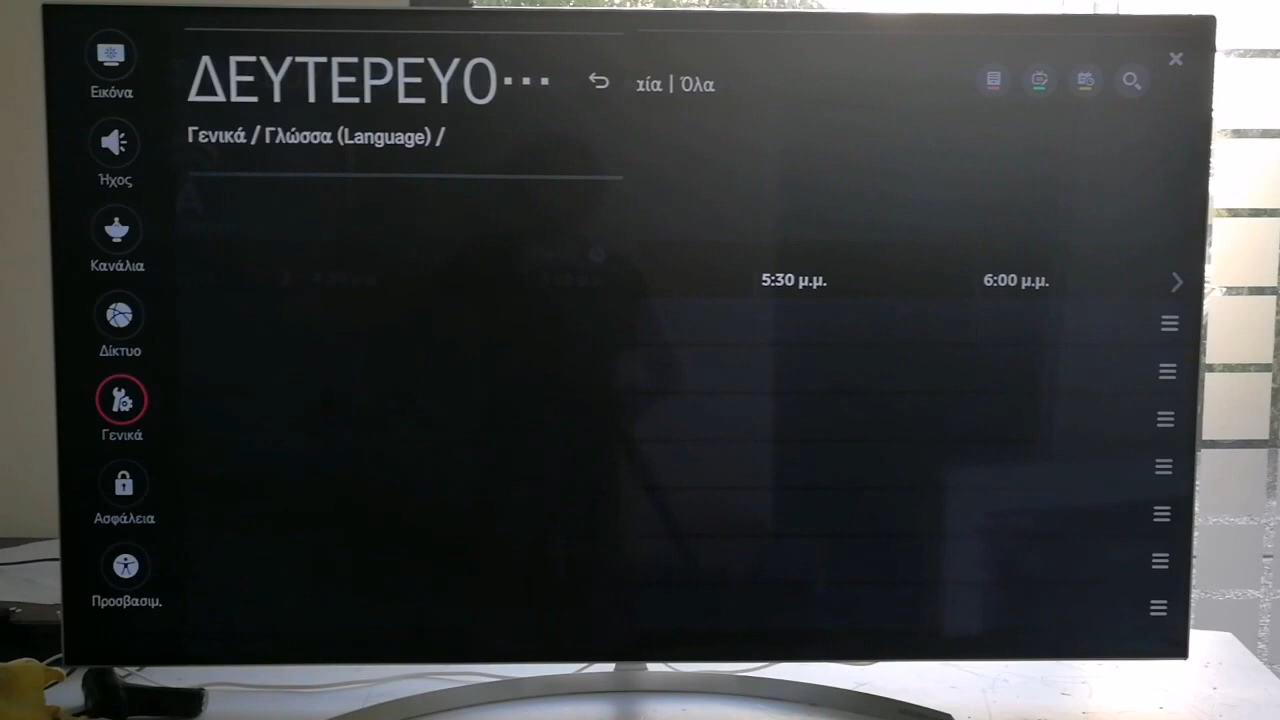 Εικόνα
Ήχος
Κανάλια
Δίκτυο
Γενικά
Ασφάλεια
Προσβασιμ.
ΔΕΥΤΕΡΕΥΟ...
Γενικά / Γλώσσα (Language) /
χία | Όλα
5:30 μ.μ.
6:00 μ.μ.